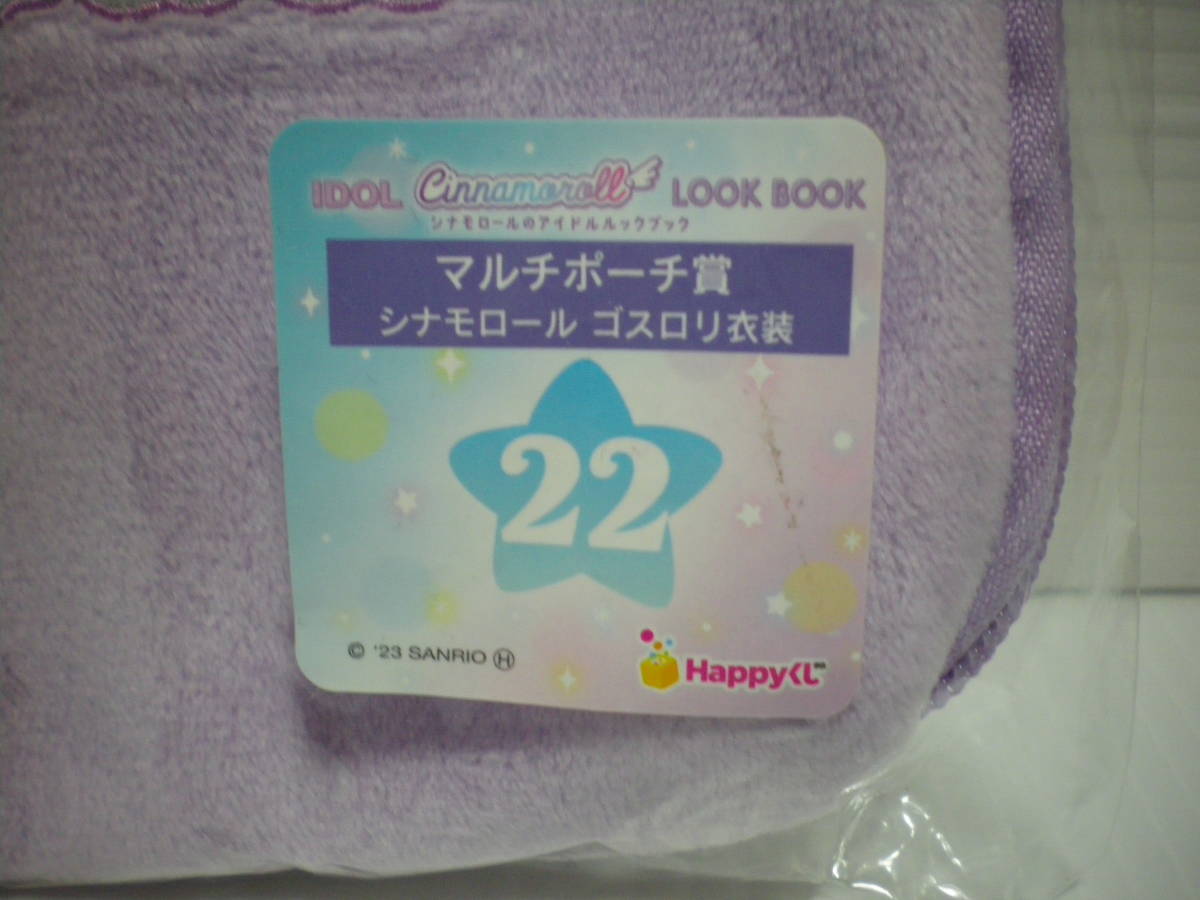 IDOL Cinnamoroll LOOK BOOK
シナモロールのアイドルルックブック
マルチポーチ賞
シナモロール ゴスロリ衣装
22
© '23 SANRIO Ⓗ
Happyくじ